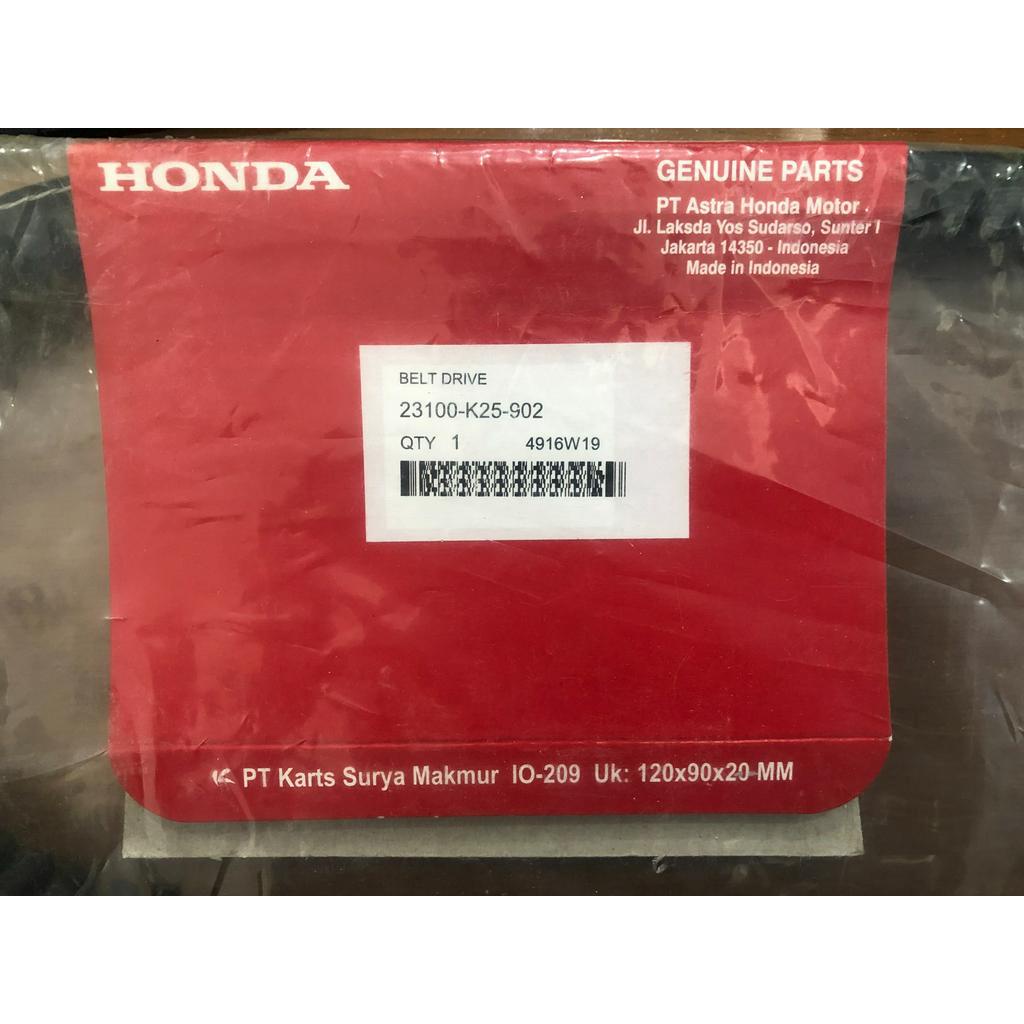 HONDA
GENUINE PARTS
PT Astra Honda Motor
Jl. Laksda Yos Sudarso, Sunter I
Jakarta 14350 - Indonesia
Made in Indonesia
BELT DRIVE
23100-K25-902
QTY 1 4916W19
PT Karts Surya Makmur IO-209 Uk: 120x90x20 MM